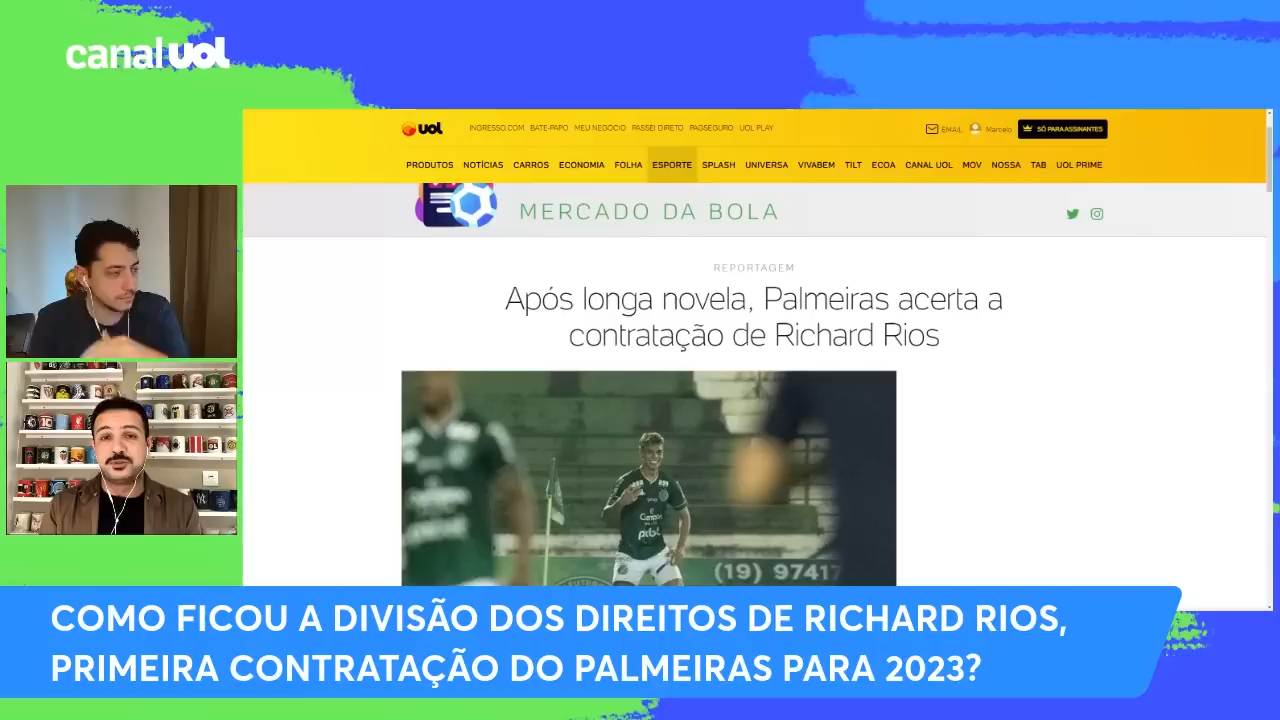 canal UOL
UOL
INGRESSO.COM BATE-PAPO MEU NEGÓCIO PASSEI DIRETO PAGSEGURO UOL PLAY
EMAIL Marcelo SÓ PARA ASSINANTES
PRODUTOS NOTÍCIAS CARROS ECONOMIA FOLHA ESPORTE SPLASH UNIVERSA VIVABEM TILT ECOA CANAL UOL MOV NOSSA TAB UOL PRIME
MERCADO DA BOLA
REPORTAGEM
Após longa novela, Palmeiras acerta a
contratação de Richard Rios
(19) 97417
COMO FICOU A DIVISÃO DOS DIREITOS DE RICHARD RIOS,
PRIMEIRA CONTRATAÇÃO DO PALMEIRAS PARA 2023?